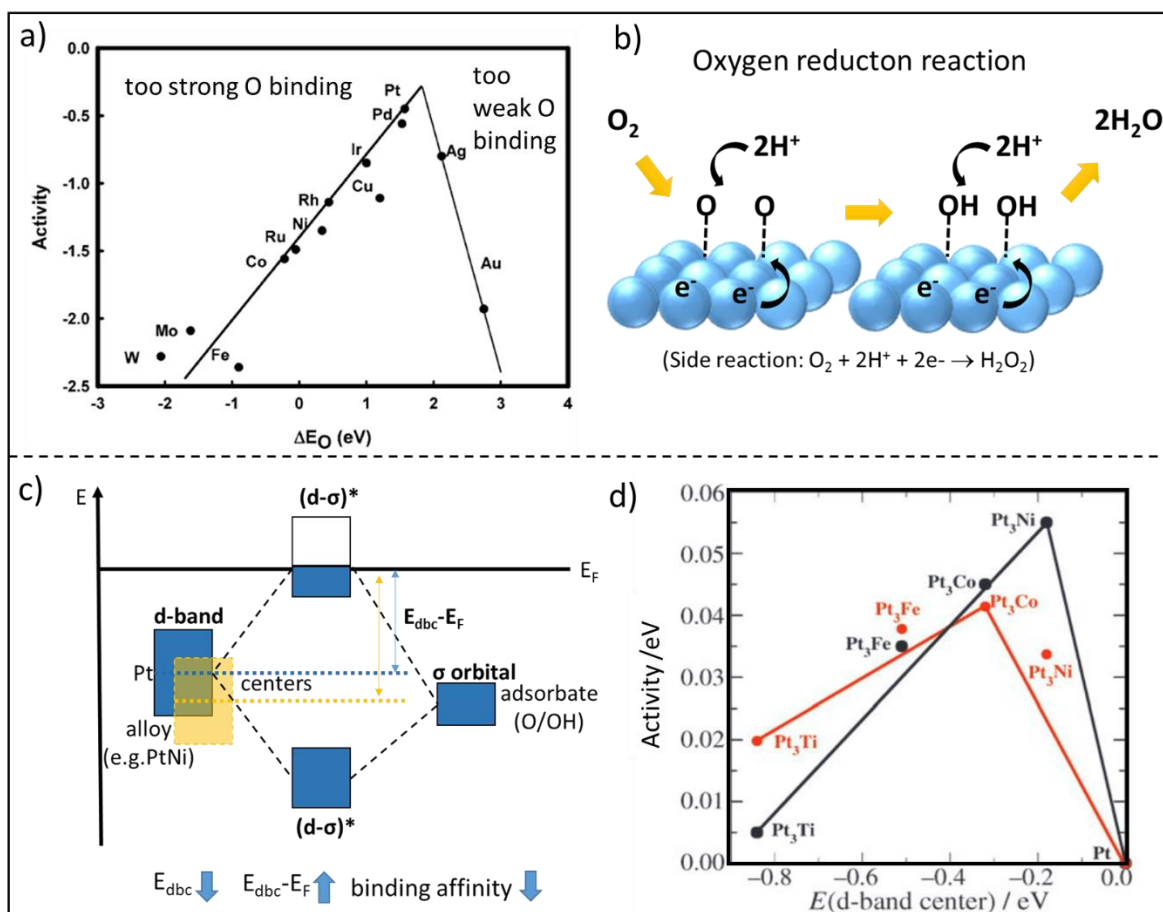 a)
0.0
-0.5
-1.0
-1.5
-2.0
-2.5
Activity
too strong O binding
too
weak O
binding
Pt
Pd
Ag
Ir
Cu
Rh
Ni
Ru
Co
Au
Mo
W
Fe
-3 -2 -1 0 1 2 3 4
ΔEO (eV)
b)
Oxygen reducton reaction
O2
2H+
2H+
2H2O
O O
OH OH
e- e-
e- e-
(Side reaction: O2 + 2H+ + 2e- → H2O2)
c)
E
(d-σ)*
EF
d-band
Edbc-EF
Pt
centers
σ orbital
adsorbate
(O/OH)
alloy
(e.g.PtNi)
(d-σ)*
Edbc
Edbc-EF
binding affinity
d)
0.06
0.05
0.04
0.03
0.02
0.01
0.00
Activity /eV
Pt3Ni
Pt3Co
Pt3Fe
Pt3Co
Pt3Fe
Pt3Ni
Pt3Ti
Pt3Ti
Pt
−0.8 −0.6 −0.4 −0.2 0.0
E(d-band center) / eV